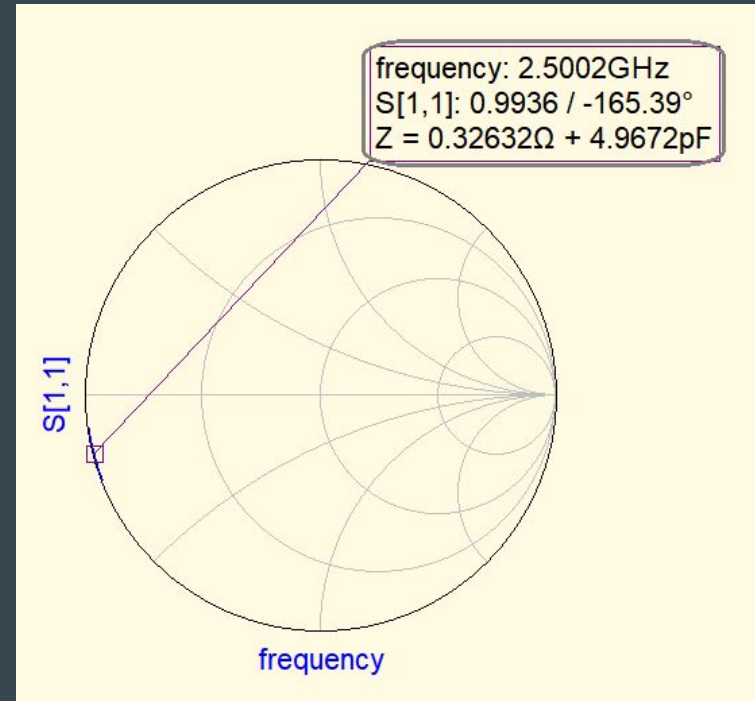 frequency: 2.5002GHz
S[1,1]: 0.9936 / -165.39°
Z = 0.32632Ω + 4.9672pF
S[1,1]
frequency